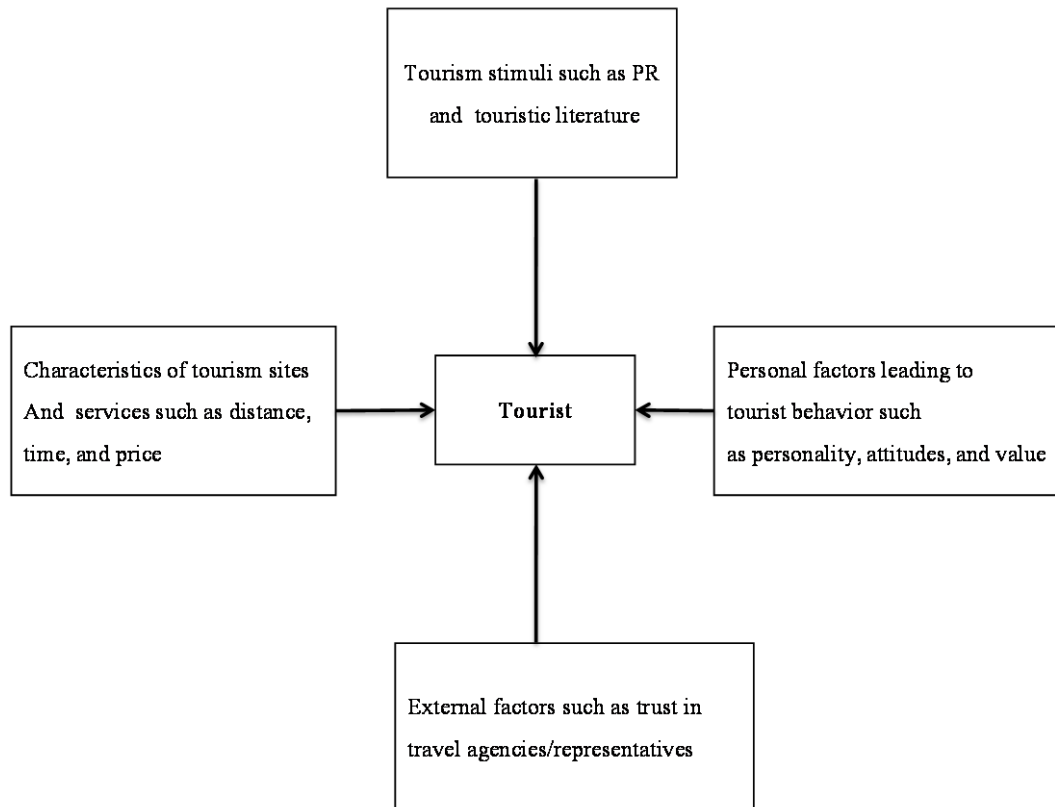 Tourism stimuli such as PR
and touristic literature
Characteristics of tourism sites
And services such as distance,
time, and price
Tourist
Personal factors leading to
tourist behavior such
as personality, attitudes, and value
External factors such as trust in
travel agencies/representatives